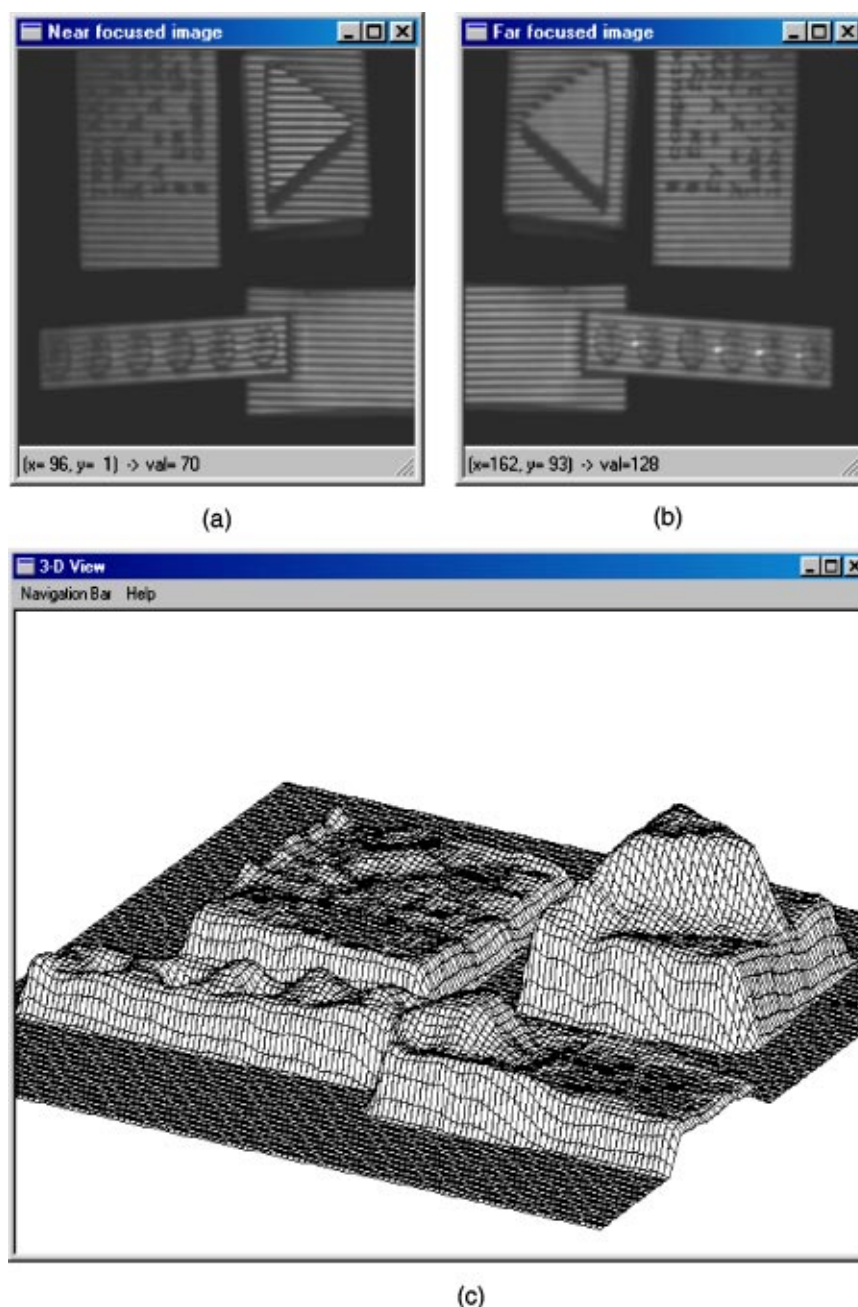 Near focused image
Far focused image
(x= 96, y= 1) -> val= 70
(x=162, y= 93) -> val=128
(a)
(b)
3-D View
Navigation Bar Help
(c)